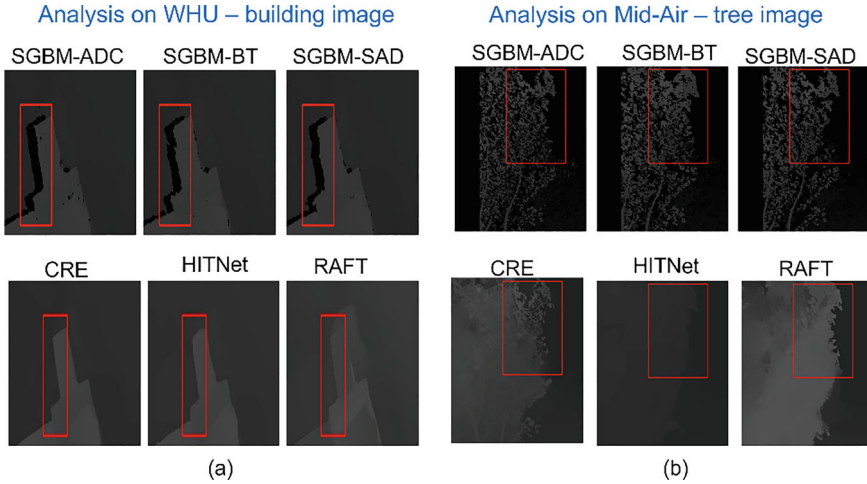 Analysis on WHU – building image
SGBM-ADC SGBM-BT SGBM-SAD
CRE HITNet RAFT
(a)
Analysis on Mid-Air – tree image
SGBM-ADC SGBM-BT SGBM-SAD
CRE HITNet RAFT
(b)